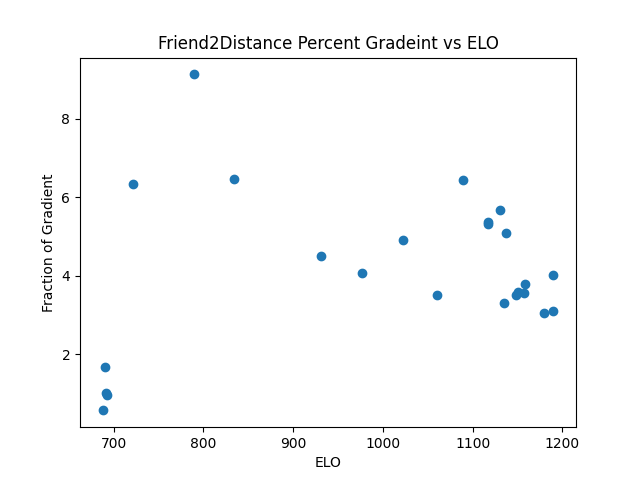 Friend2Distance Percent Gradeint vs ELO
8
6
4
2
Fraction of Gradient
700 800 900 1000 1100 1200
ELO